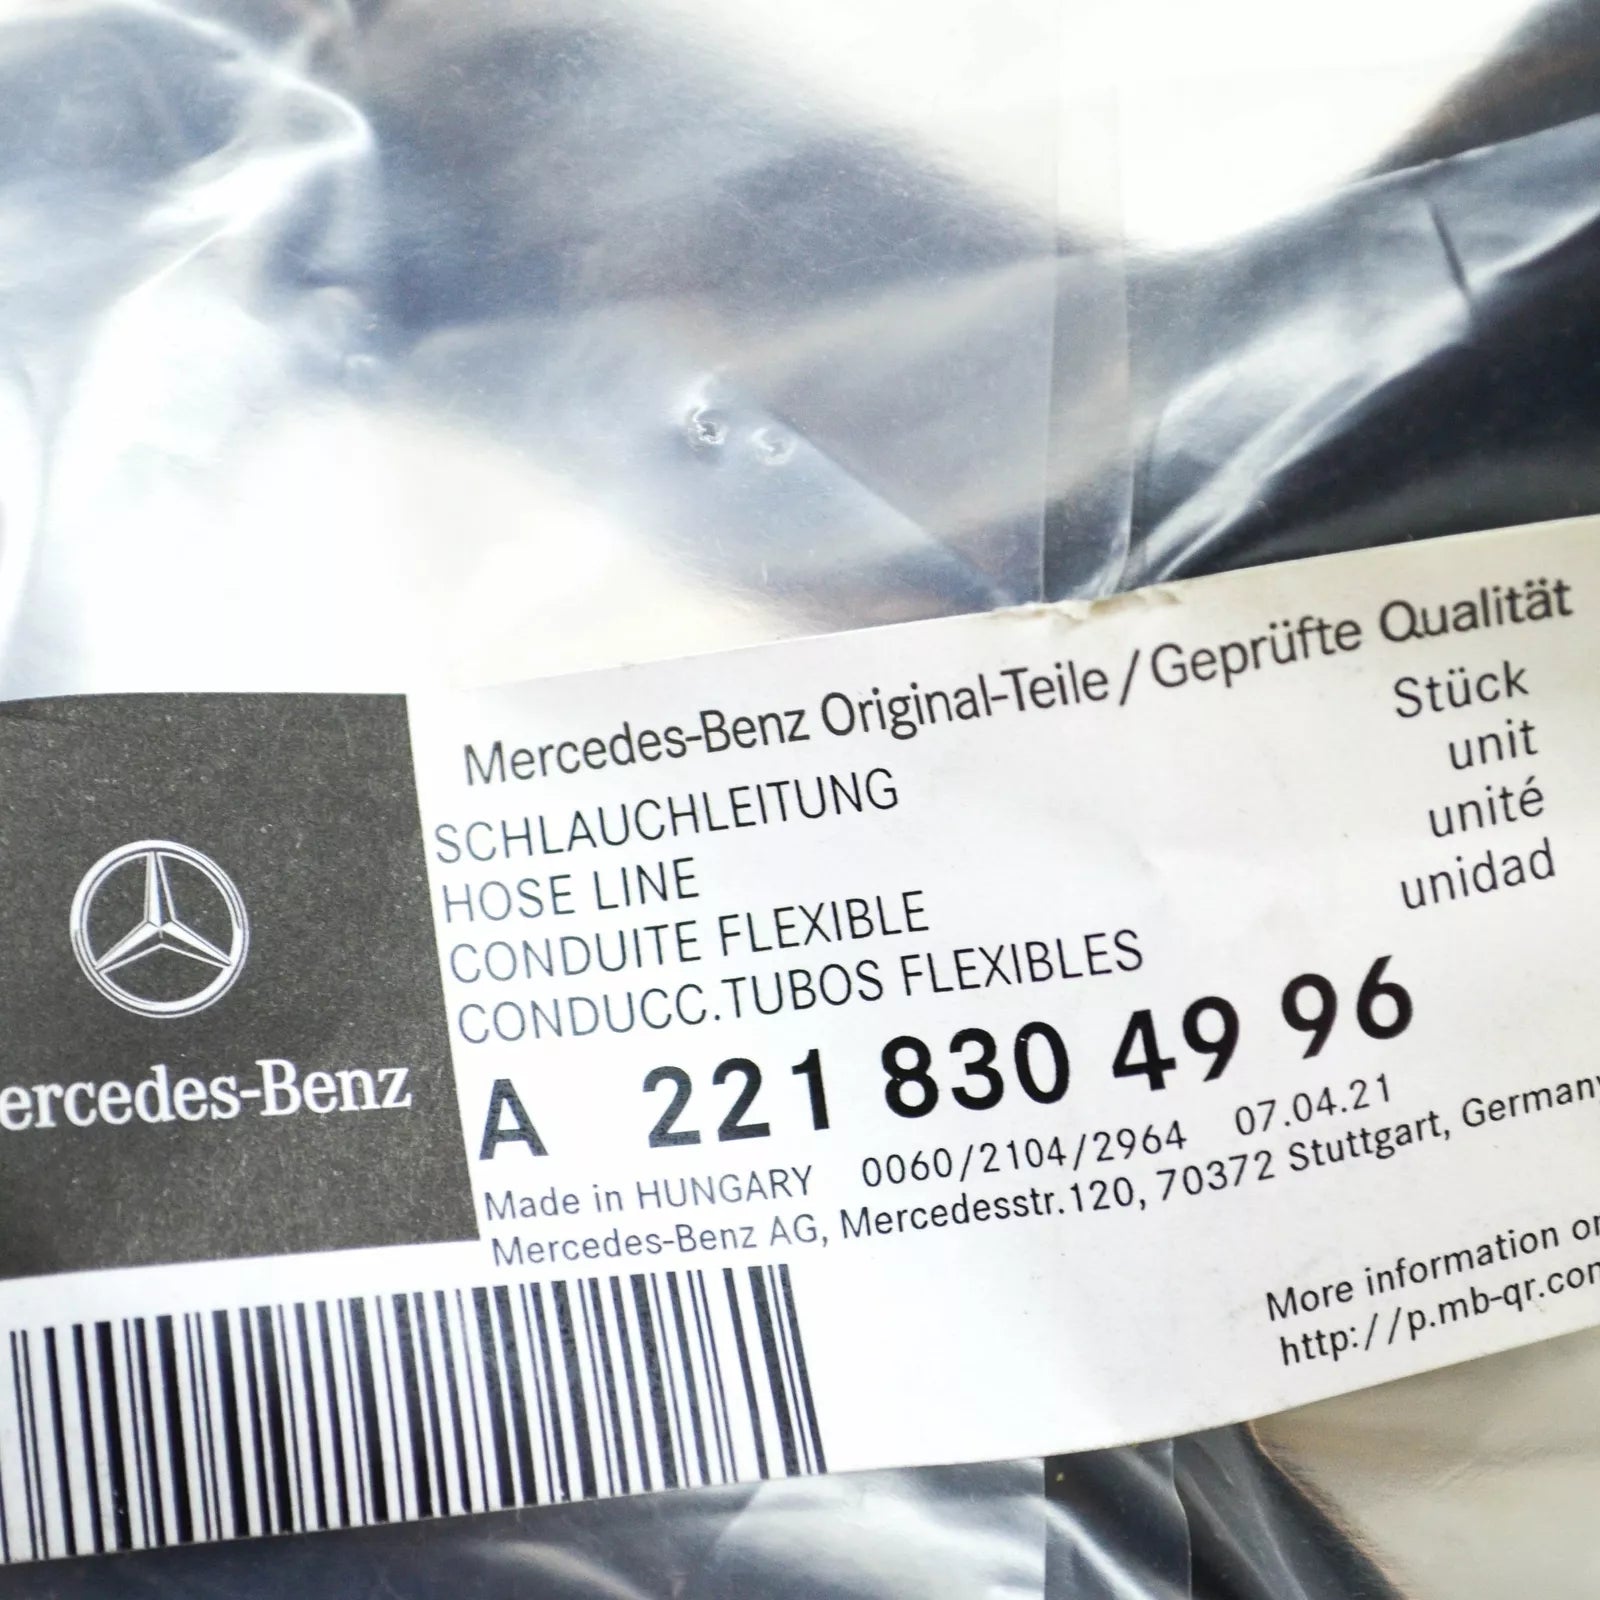 Mercedes-Benz Original-Teile/Geprüfte Qualität
SCHLAUCHLEITUNG
HOSE LINE
CONDUITE FLEXIBLE
CONDUCC.TUBOS FLEXIBLES
Stück
unit
unité
unidad
A 221 830 49 96
Made in HUNGARY 0060/2104/2964 07.04.21
Mercedes-Benz AG, Mercedesstr.120, 70372 Stuttgart, Germany
ercedes-Benz
More information on
http://p.mb-qr.com